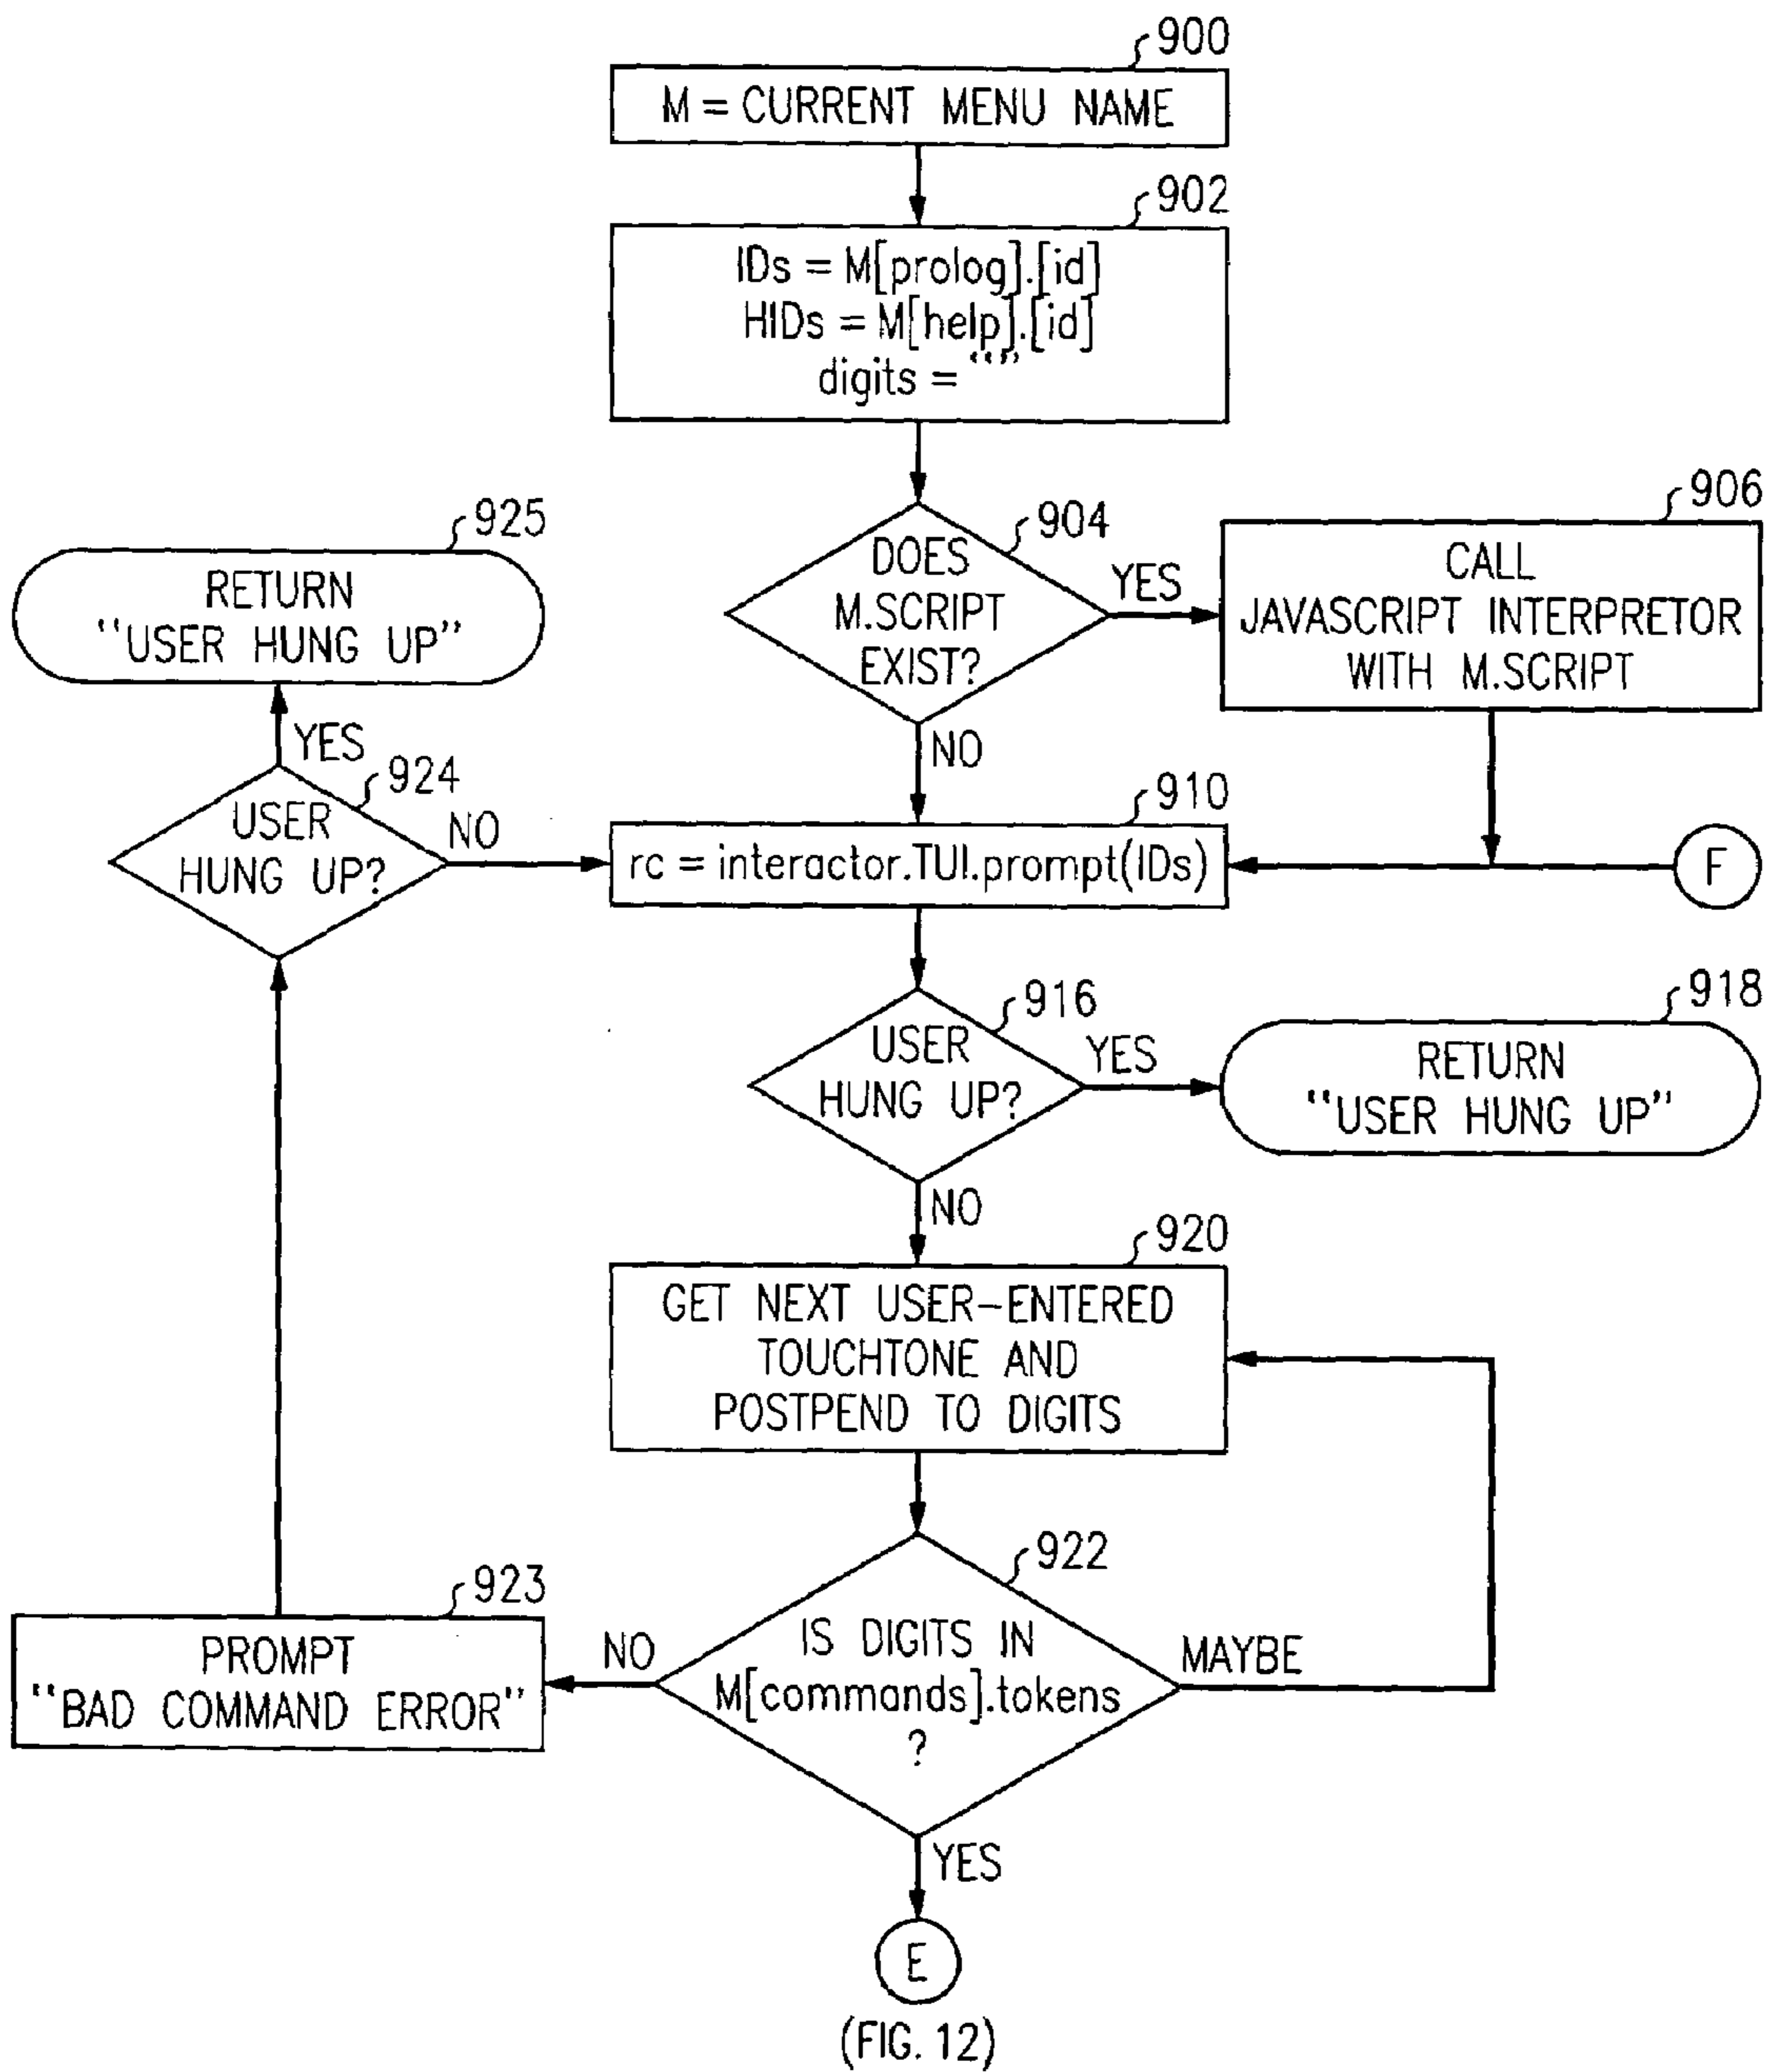 900
M = CURRENT MENU NAME
902
IDs = M[prolog].[id]
HIDs = M[help].[id]
digits = “”
904
DOES
M.SCRIPT
EXIST?
YES
NO
906
CALL
JAVASCRIPT INTERPRETOR
WITH M.SCRIPT
925
RETURN
“USER HUNG UP”
YES
924
USER
HUNG UP?
NO
910
rc = interactor.TUI.prompt(IDs)
F
916
USER
HUNG UP?
YES
NO
918
RETURN
“USER HUNG UP”
920
GET NEXT USER-ENTERED
TOUCHTONE AND
POSTPEND TO DIGITS
922
IS DIGITS IN
M[commands].tokens
?
NO
MAYBE
YES
923
PROMPT
“BAD COMMAND ERROR”
E
(FIG. 12)